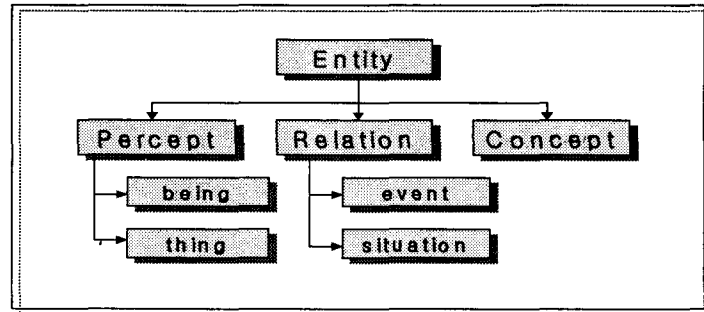 Entity
Percept Relation Concept
being event
thing situation